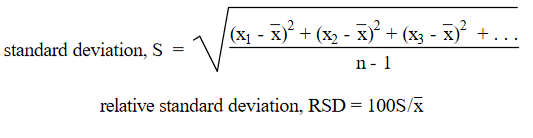 standard deviation, S = √ (x₁ - x̅)² + (x₂ - x̅)² + (x₃ - x̅)² + . . .
n - 1
relative standard deviation, RSD = 100S/x̅